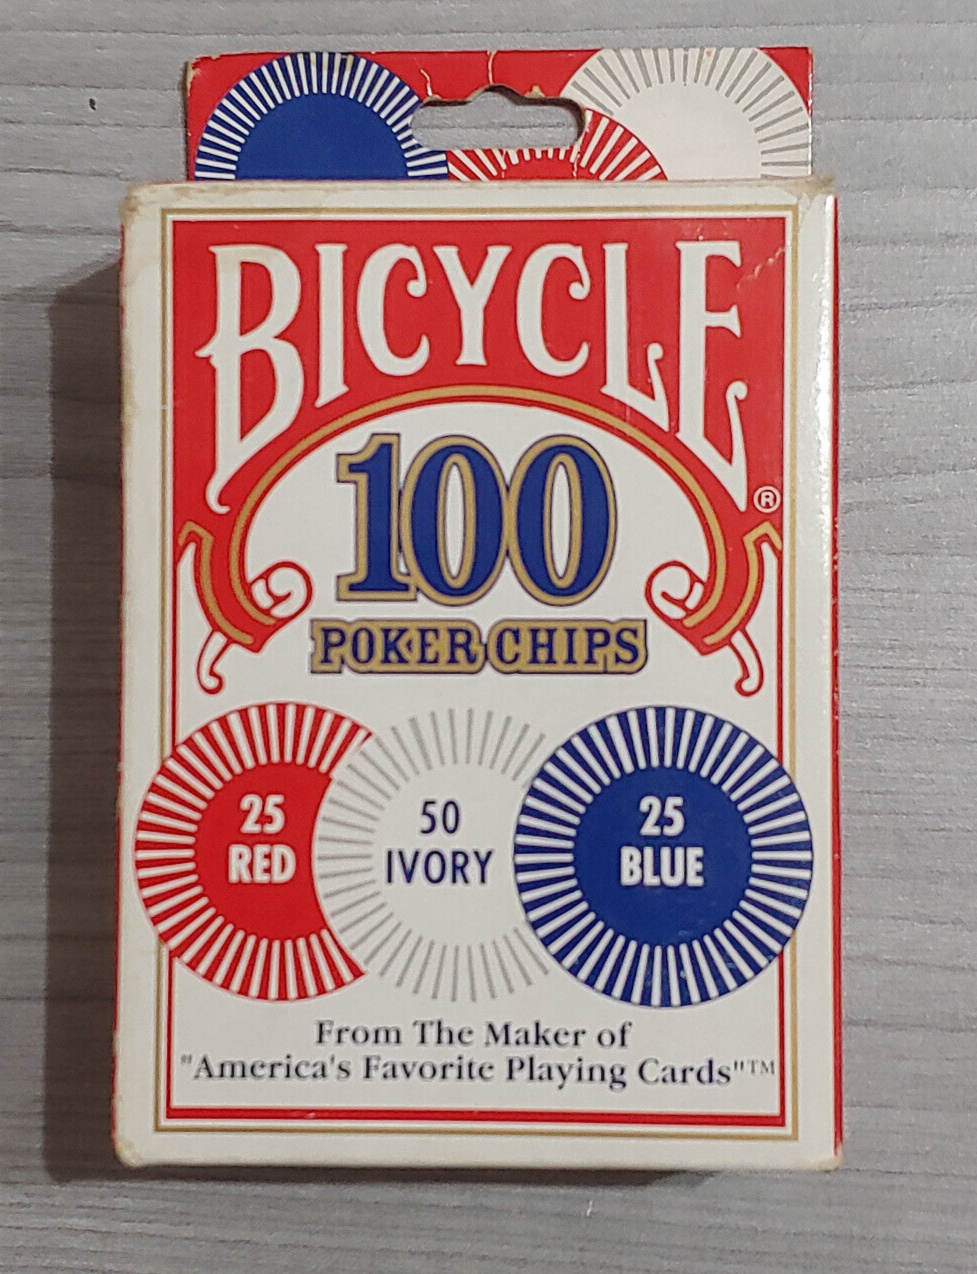 BICYCLE®
100
POKER CHIPS
25
RED
50
IVORY
25
BLUE
From The Maker of
"America's Favorite Playing Cards"™